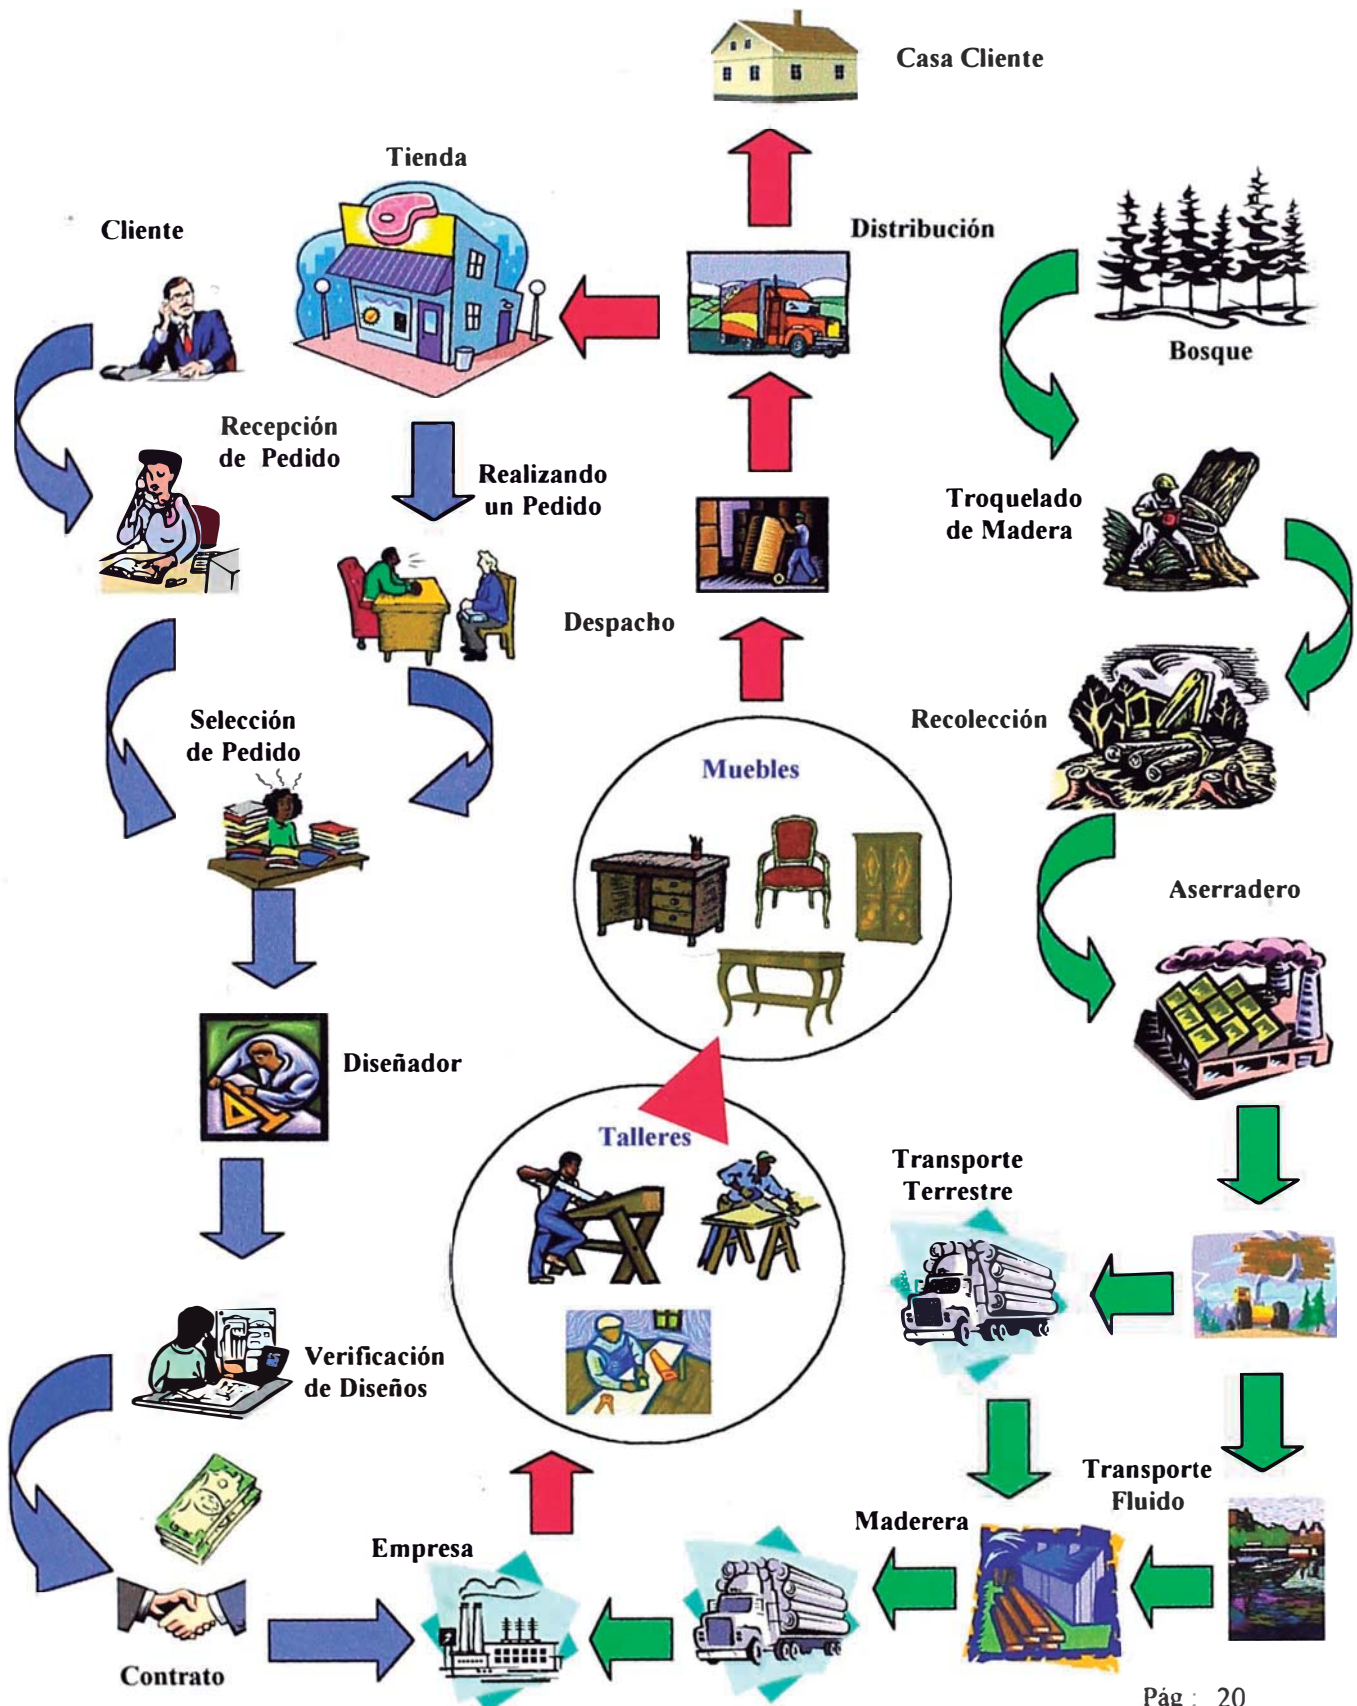 Casa Cliente
Tienda
Cliente
Distribución
Bosque
Recepción
de Pedido
Realizando
un Pedido
Troquelado
de Madera
Despacho
Selección
de Pedido
Recolección
Muebles
Aserradero
Diseñador
Talleres
Transporte
Terrestre
Verificación
de Diseños
Transporte
Fluido
Maderera
Empresa
Contrato
Pág : 20